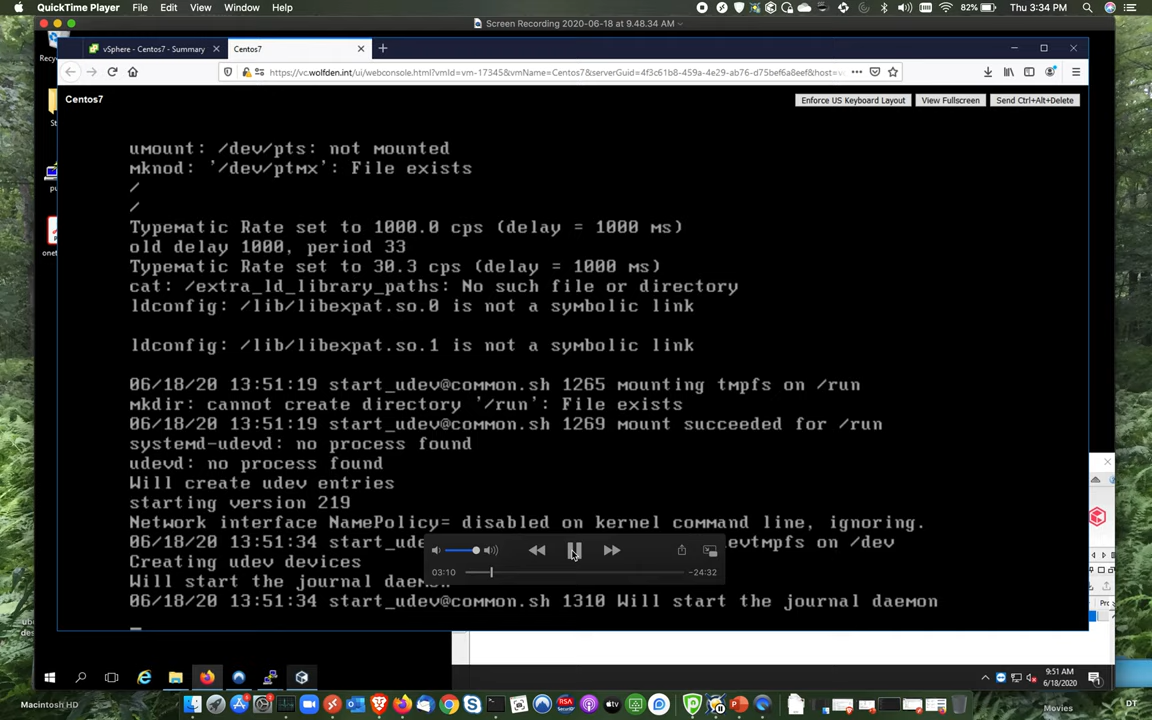 QuickTime Player File Edit View Window Help 82% Thu 3:34 PM
Screen Recording 2020-06-18 at 9.48.34 AM
vSphere - Centos7 - Summary
Centos7
https://vc.wolfden.int/ui/webconsole.html?vmId=vm-17345&vmName=Centos7&serverGuid=4f3c61b8-459a-4e29-ab76-d75bef6a8eef&host=
Centos7
Enforce US Keyboard Layout View Fullscreen Send Ctrl+Alt+Delete
umount: /dev/pts: not mounted
mknod: '/dev/ptmx': File exists
/
/
Typematic Rate set to 1000.0 cps (delay = 1000 ms)
old delay 1000, period 33
Typematic Rate set to 30.3 cps (delay = 1000 ms)
cat: /extra_ld_library_paths: No such file or directory
ldconfig: /lib/libexpat.so.0 is not a symbolic link
ldconfig: /lib/libexpat.so.1 is not a symbolic link
06/18/20 13:51:19 start_udev@common.sh 1265 mounting tmpfs on /run
mkdir: cannot create directory '/run': File exists
06/18/20 13:51:19 start_udev@common.sh 1269 mount succeeded for /run
systemd-udevd: no process found
udevd: no process found
Will create udev entries
starting version 219
Network interface NamePolicy= disabled on kernel command line, ignoring.
06/18/20 13:51:34 start_ud evtmpfs on /dev
Creating udev devices
Will start the journal daemon
06/18/20 13:51:34 start_udev@common.sh 1310 Will start the journal daemon
03:10 -24:32
9:51 AM
6/18/2020
Macintosh HD
Movies
DT